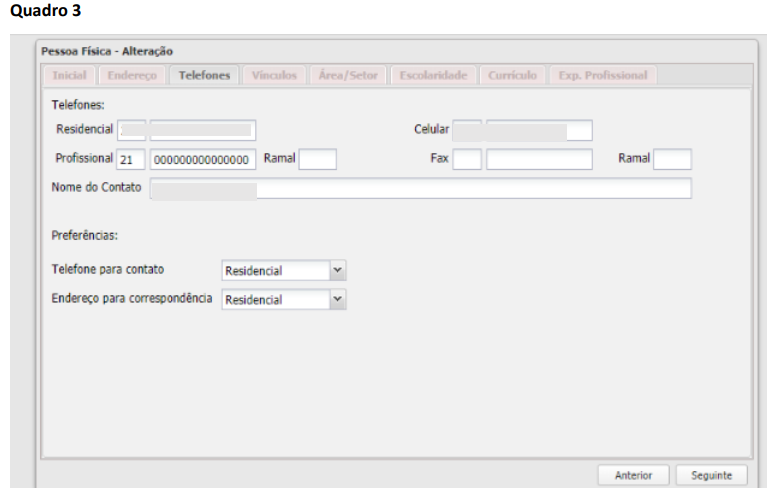 Quadro 3
Pessoa Física - Alteração
Inicial Endereço Telefones Vínculos Área/Setor Escolaridade Currículo Exp. Profissional
Telefones:
Residencial Celular
Profissional 21 00000000000000 Ramal Fax Ramal
Nome do Contato
Preferências:
Telefone para contato Residencial
Endereço para correspondência Residencial
Anterior Seguinte